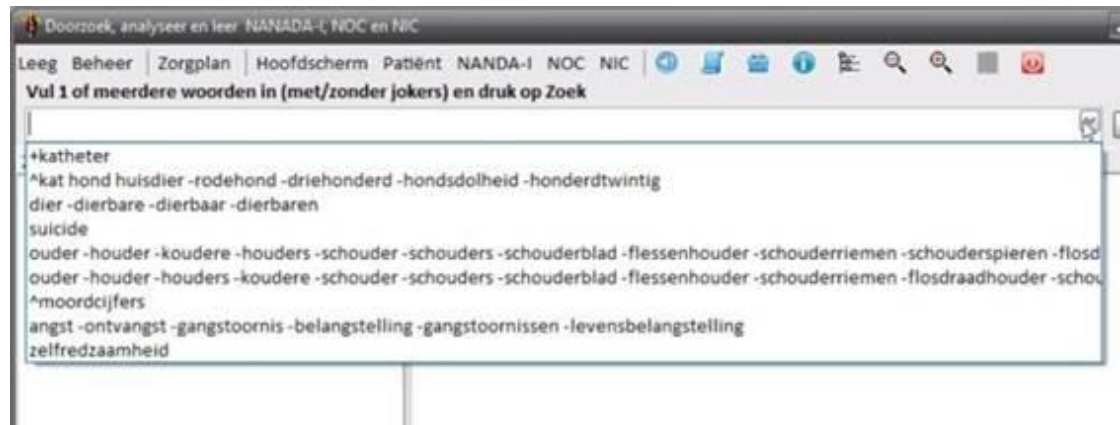 Doorzoek, analyseer en leer NANADA-I, NOC en NIC
Leeg Beheer Zorgplan Hoofdscherm Patiënt NANDA-I NOC NIC
Vul 1 of meerdere woorden in (met/zonder jokers) en druk op Zoek
+katheter
^kat hond huisdier -rodehond -driehonderd -hondsdolheid -honderdtwintig
dier -dierbare -dierbaar -dierbaren
suicide
ouder -houder -koudere -houders -schouder -schouders -schouderblad -flessenhouder -schouderriemen -schouderspieren -flosd
ouder -houder -houders -koudere -schouder -schouders -schouderblad -flessenhouder -schouderriemen -flosdraadhouder -schou
^moordcijfers
angst -ontvangst -gangstoornis -belangstelling -gangstoornissen -levensbelangstelling
zelfredzaamheid